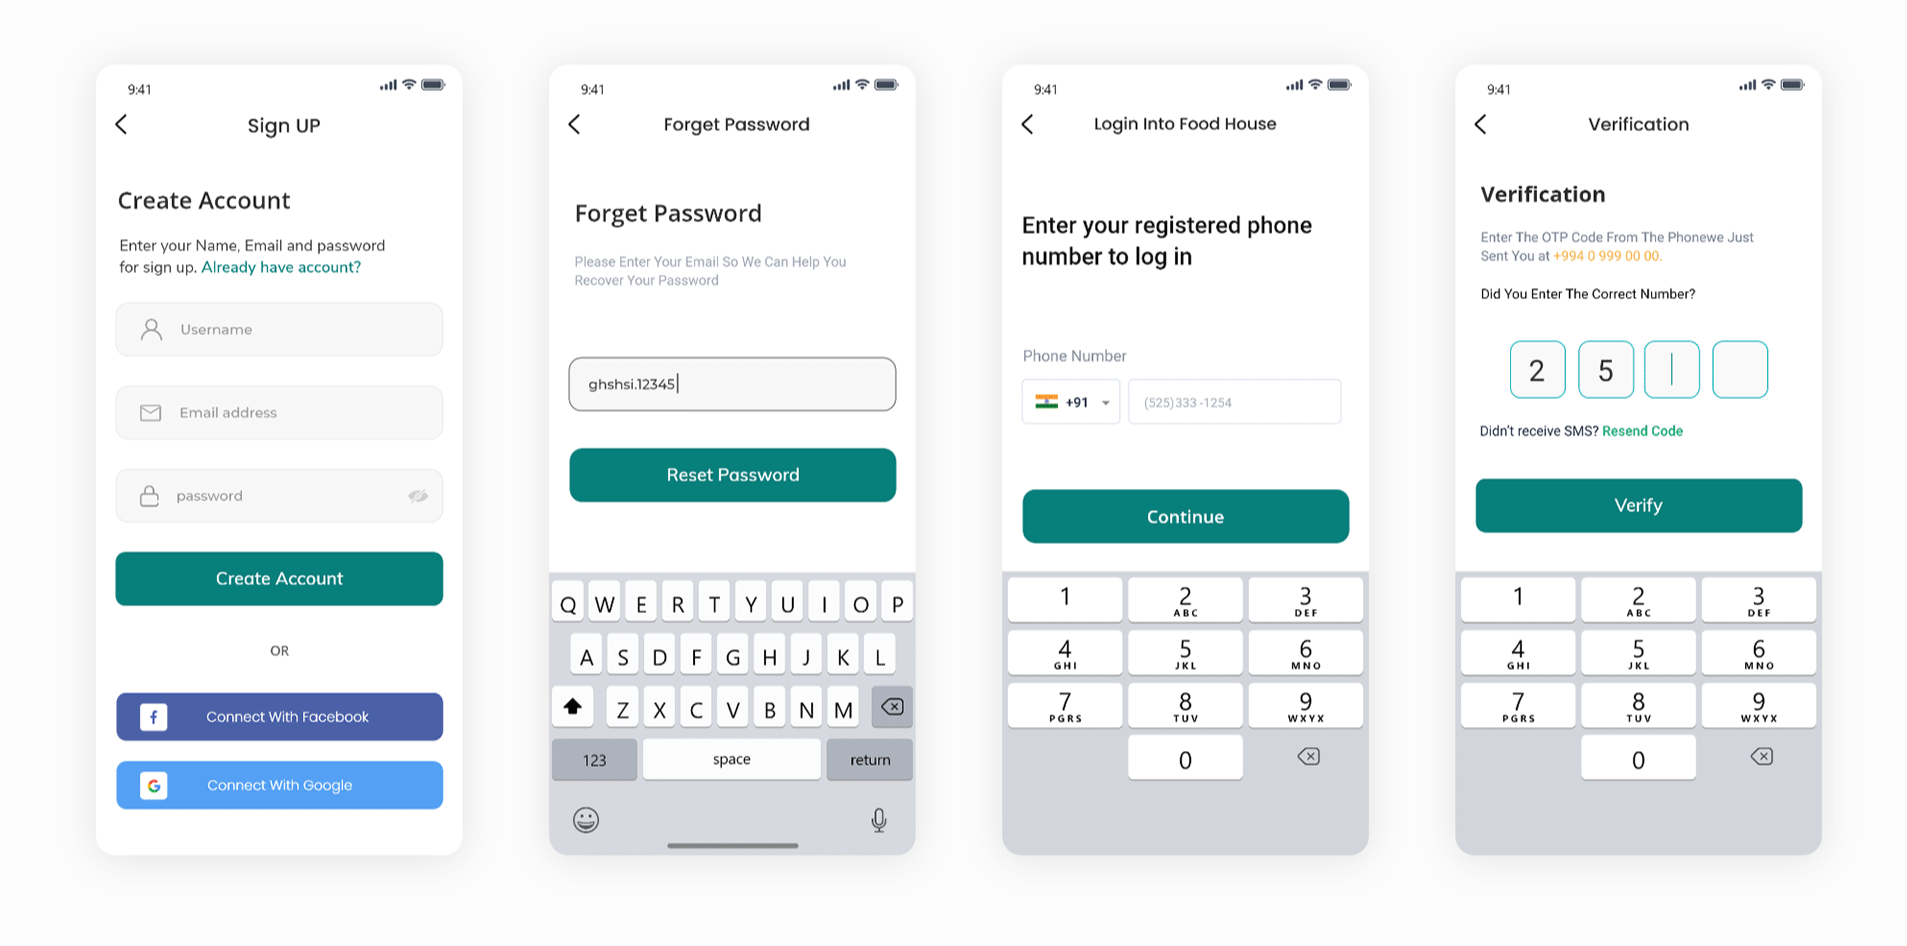 9:41
Sign UP
Create Account
Enter your Name, Email and password
for sign up. Already have account?
Username
Email address
password
Create Account
OR
f Connect With Facebook
G Connect With Google
9:41
Forget Password
Forget Password
Please Enter Your Email So We Can Help You
Recover Your Password
ghshsi.12345
Reset Password
Q W E R T Y U I O P
A S D F G H J K L
Z X C V B N M
123 space return
9:41
Login Into Food House
Enter your registered phone
number to log in
Phone Number
+91 (525)333-1254
Continue
1 2 3
ABC DEF
4 5 6
GHI JKL MNO
7 8 9
PGRS TUV WXYX
0
9:41
Verification
Verification
Enter The OTP Code From The Phonewe Just
Sent You at +994 0 999 00 00.
Did You Enter The Correct Number?
2 5
Didn't receive SMS? Resend Code
Verify
1 2 3
ABC DEF
4 5 6
GHI JKL MNO
7 8 9
PGRS TUV WXYX
0